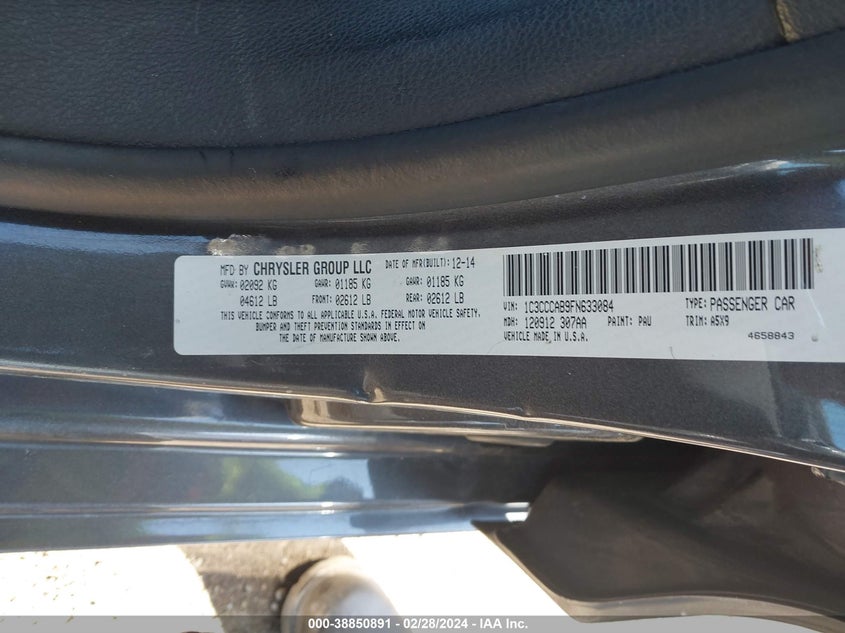 MFD BY CHRYSLER GROUP LLC DATE OF MFR(BUILT): 12-14
GVWR: 02092 KG GAWR: 01185 KG GAWR: 01185 KG
04612 LB FRONT: 02612 LB REAR: 02612 LB
THIS VEHICLE CONFORMS TO ALL APPLICABLE U.S.A. FEDERAL MOTOR VEHICLE SAFETY,
BUMPER AND THEFT PREVENTION STANDARDS IN EFFECT ON
THE DATE OF MANUFACTURE SHOWN ABOVE.
VIN: 1C3CCCAB9FN633084 TYPE: PASSENGER CAR
MDH: 120912 307AA PAINT: PAU TRIM: A5X9
VEHICLE MADE IN U.S.A. 4658843
000-38850891 - 02/28/2024 - IAA Inc.